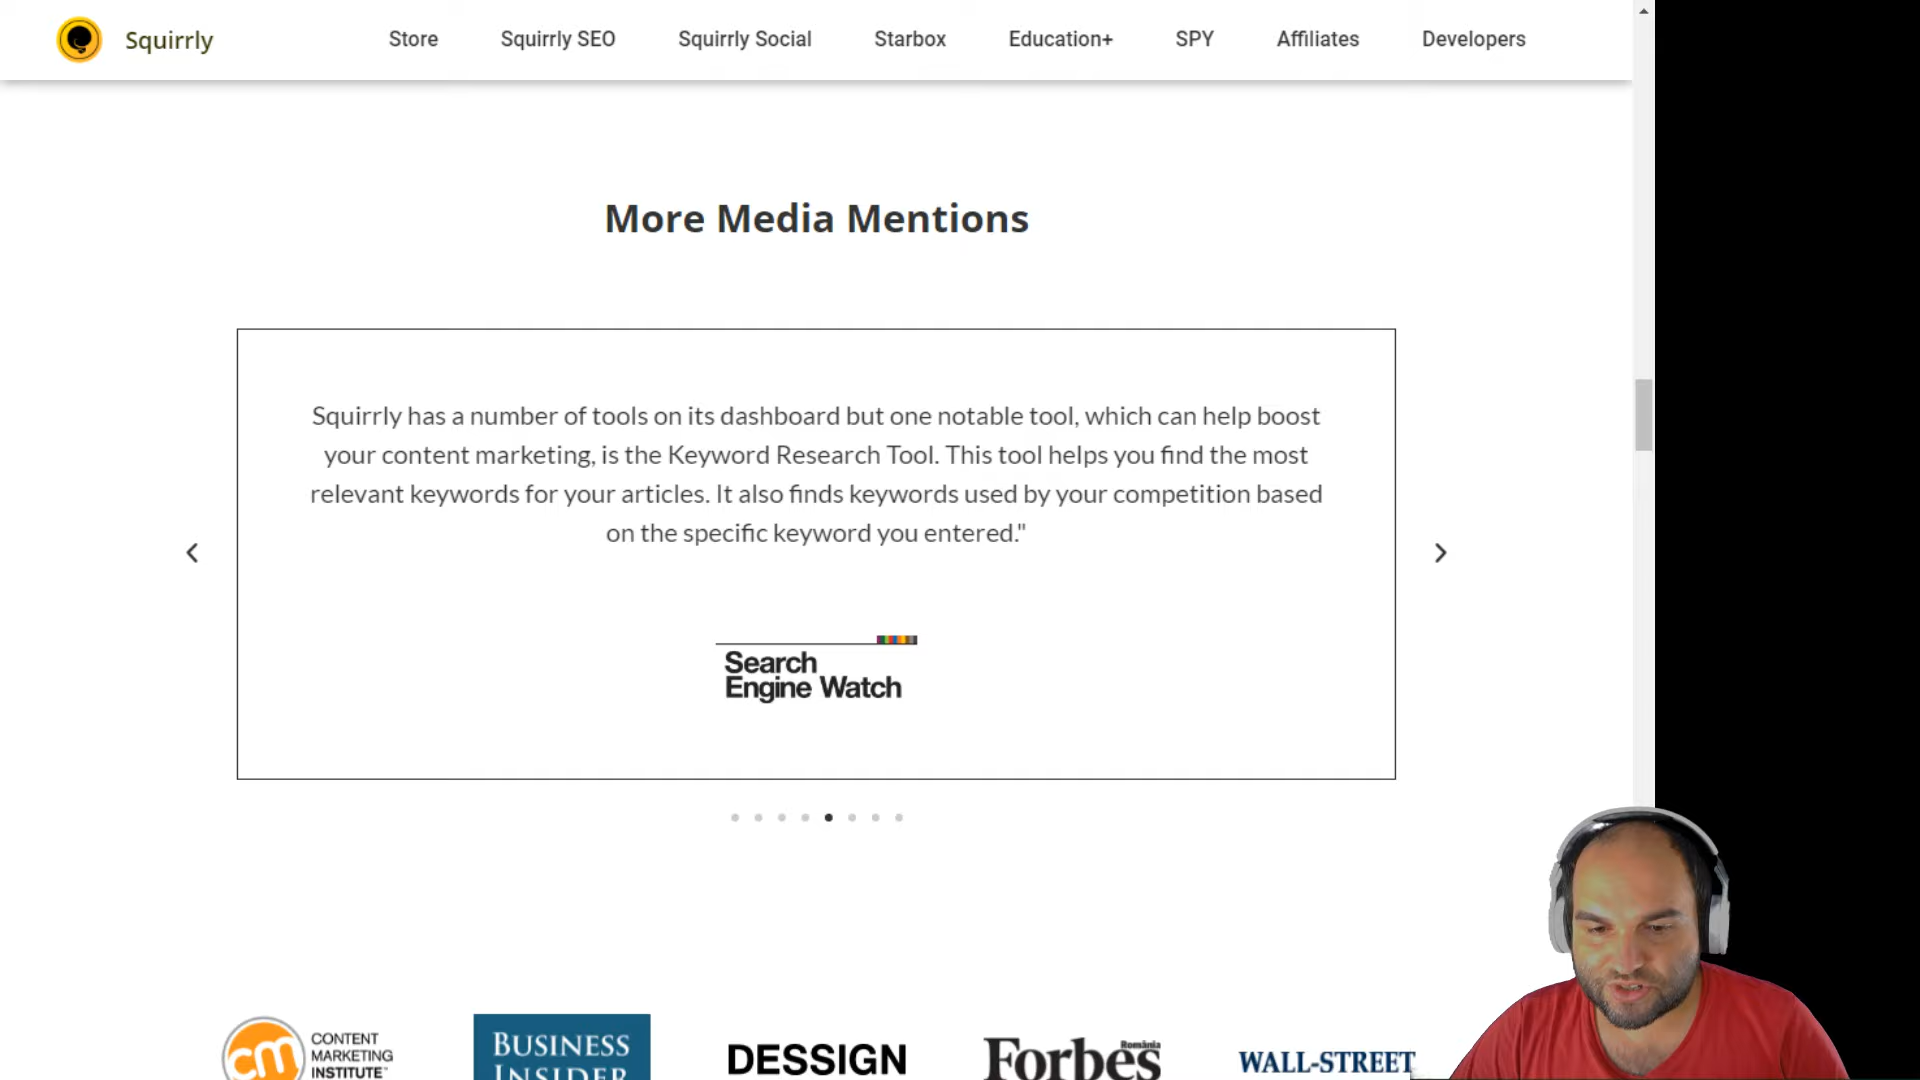 Squirrly
Store
Squirrly SEO
Squirrly Social
Starbox
Education+
SPY
Affiliates
Developers
More Media Mentions
Squirrly has a number of tools on its dashboard but one notable tool, which can help boost
your content marketing, is the Keyword Research Tool. This tool helps you find the most
relevant keywords for your articles. It also finds keywords used by your competition based
on the specific keyword you entered."
Search
Engine Watch
cm
CONTENT
MARKETING
INSTITUTE™
BUSINESS
INSIDER
DESSIGN
Forbes
România
WALL-STREET